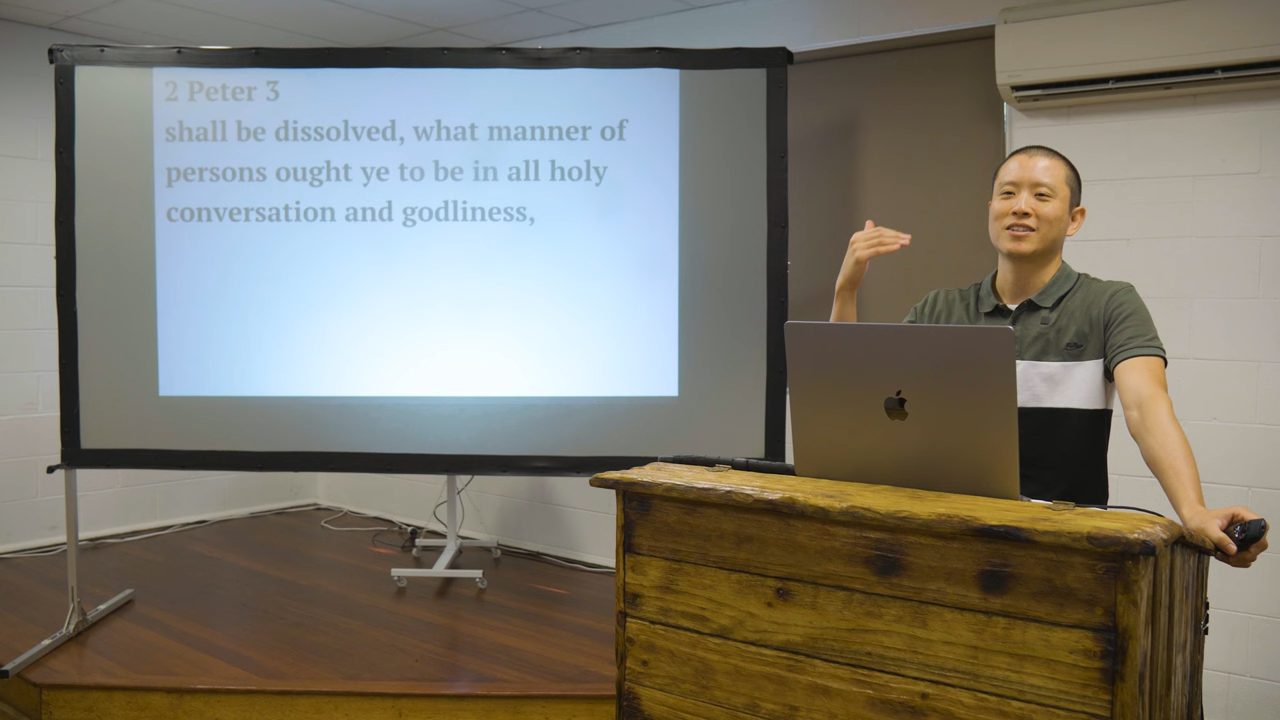 2 Peter 3
shall be dissolved, what manner of
persons ought ye to be in all holy
conversation and godliness,